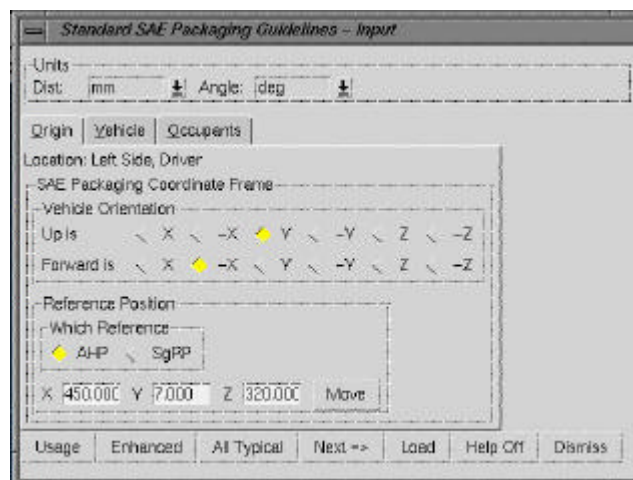 Standard SAE Packaging Guidelines – Input
Units
Dist: mm Angle: deg
Origin Vehicle Occupants
Location: Left Side, Driver
SAE Packaging Coordinate Frame
Vehicle Orientation
Up is X -X Y -Y Z -Z
Forward is X -X Y -Y Z -Z
Reference Position
Which Reference
AHP SgRP
X 450.000 Y 7.000 Z 320.000 Move
Usage Enhanced All Typical Next => Load Help Off Dismiss